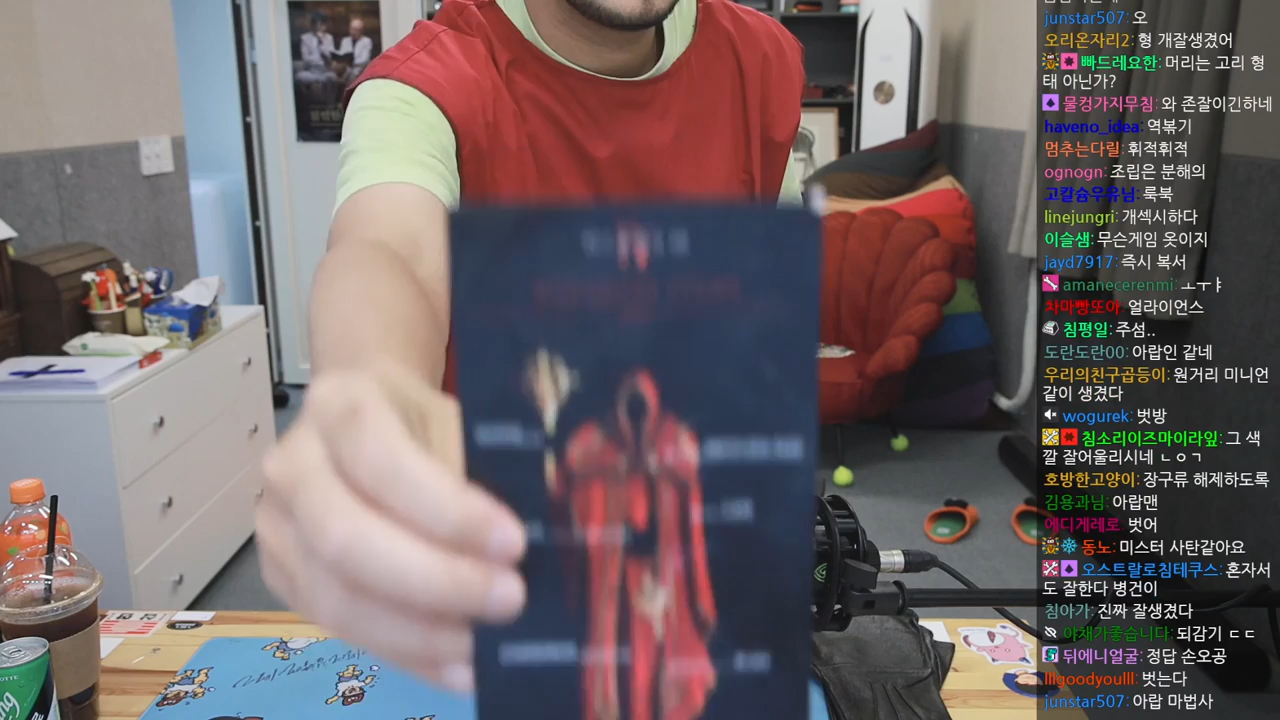 junstar507: 오
오리온자리2: 형 개잘생겼어
빠드레요한: 머리는 고리 형
태 아닌가?
물컹가지무침: 와 존잘이긴하네
haveno_idea: 역볶기
멈추는다릴: 휘적휘적
ognogn: 조립은 분해의
고칼슘우유님: 룩북
linejungri: 개섹시하다
이슬샘: 무슨게임 옷이지
jayd7917: 즉시 복서
amanecerenmi: ㅗㅜㅑ
차마빵또아: 얼라이언스
침평일: 주섬..
도란도란00: 아랍인 같네
우리의친구곱등이: 원거리 미니언
같이 생겼다
wogurek: 벗방
침소리이즈마이라잎: 그 색
깔 잘어울리시네 ㄴㅇㄱ
호방한고양이: 장구류 해제하도록
김용과님: 아랍맨
에디게레로: 벗어
동노: 미스터 사탄같아요
오스트랄로침테쿠스: 혼자서
도 잘한다 병건이
침아가: 진짜 잘생겼다
야채가좋습니다: 되감기 ㄷㄷ
뒤에니얼굴: 정답 손오공
lllgoodyoulll: 벗는다
junstar507: 아랍 마법사